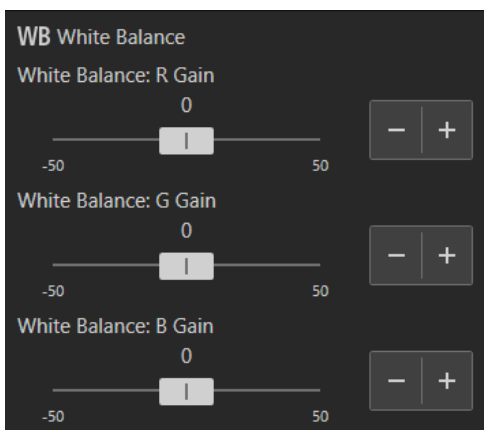 WB White Balance
White Balance: R Gain
0
− +
-50 50
White Balance: G Gain
0
− +
-50 50
White Balance: B Gain
0
− +
-50 50